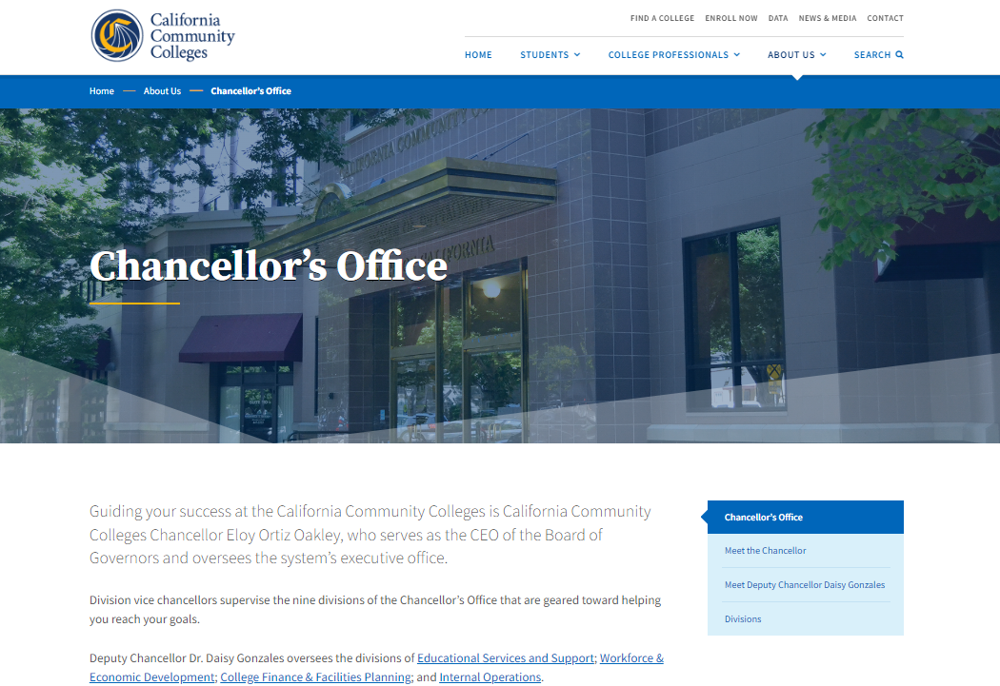 California
Community
Colleges
FIND A COLLEGE ENROLL NOW DATA NEWS & MEDIA CONTACT
HOME STUDENTS COLLEGE PROFESSIONALS ABOUT US SEARCH
Home — About Us — Chancellor's Office
CALIFORNIA COMMUNITY
CALIFORNIA
Chancellor's Office
Guiding your success at the California Community Colleges is California Community
Colleges Chancellor Eloy Ortiz Oakley, who serves as the CEO of the Board of
Governors and oversees the system's executive office.
Division vice chancellors supervise the nine divisions of the Chancellor's Office that are geared toward helping
you reach your goals.
Deputy Chancellor Dr. Daisy Gonzales oversees the divisions of Educational Services and Support; Workforce &
Economic Development; College Finance & Facilities Planning; and Internal Operations.
Chancellor's Office
Meet the Chancellor
Meet Deputy Chancellor Daisy Gonzales
Divisions